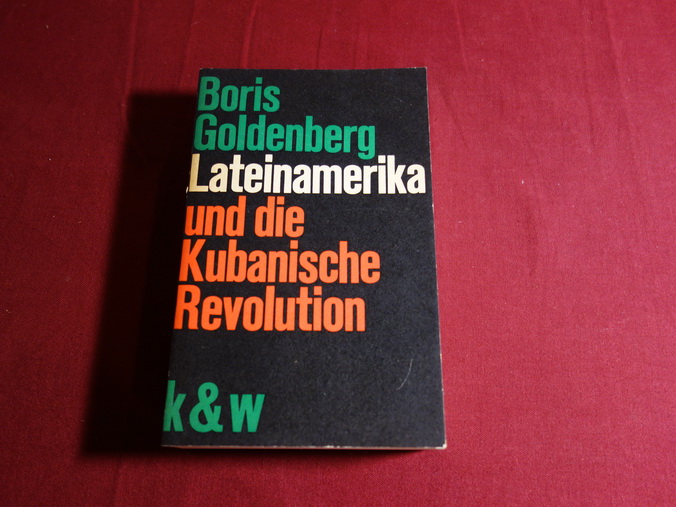 Boris
Goldenberg
Lateinamerika
und die
Kubanische
Revolution
k & w